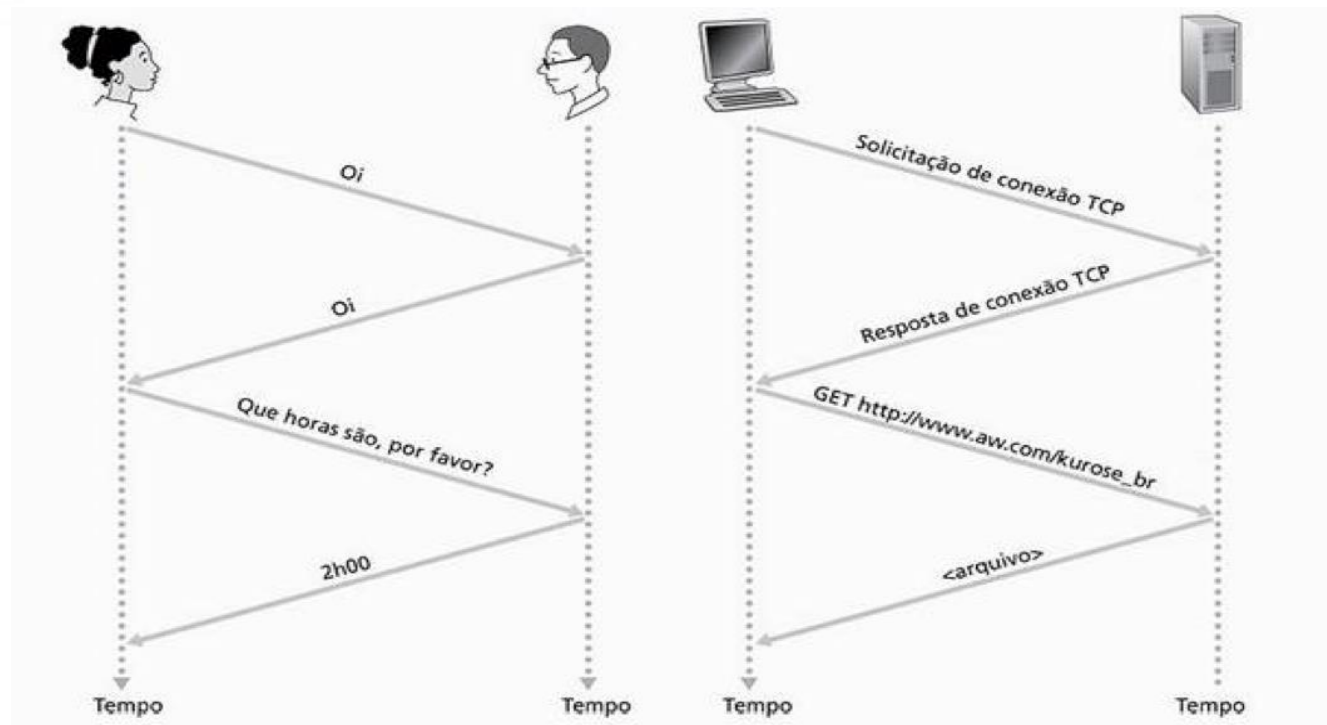 Oi
Oi
Que horas são, por favor?
2h00
Tempo
Tempo
Solicitação de conexão TCP
Resposta de conexão TCP
GET http://www.aw.com/kurose_br
<arquivo>
Tempo
Tempo